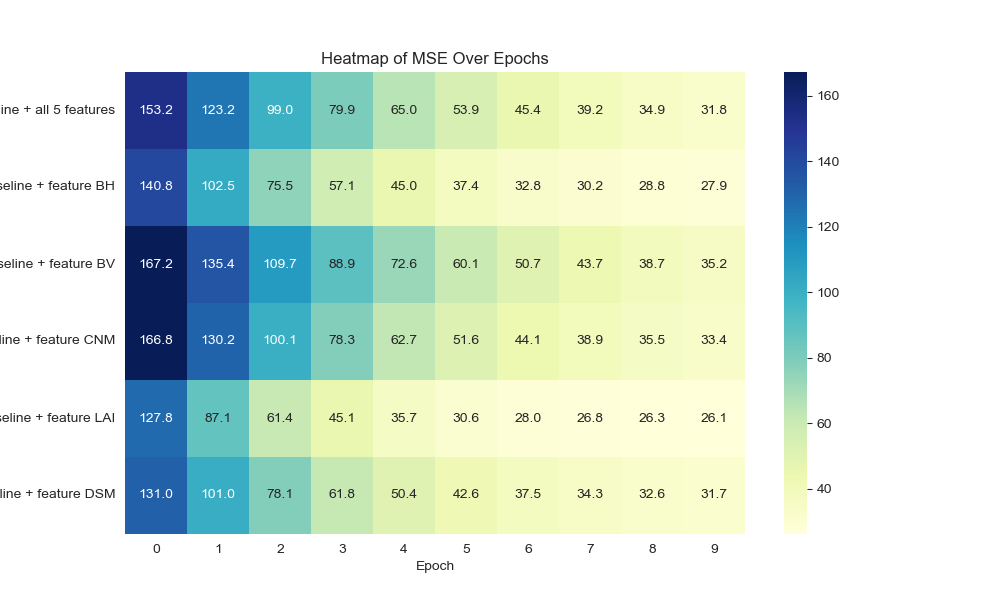 Heatmap of MSE Over Epochs
ine + all 5 features 153.2 123.2 99.0 79.9 65.0 53.9 45.4 39.2 34.9 31.8
seline + feature BH 140.8 102.5 75.5 57.1 45.0 37.4 32.8 30.2 28.8 27.9
seline + feature BV 167.2 135.4 109.7 88.9 72.6 60.1 50.7 43.7 38.7 35.2
line + feature CNM 166.8 130.2 100.1 78.3 62.7 51.6 44.1 38.9 35.5 33.4
seline + feature LAI 127.8 87.1 61.4 45.1 35.7 30.6 28.0 26.8 26.3 26.1
line + feature DSM 131.0 101.0 78.1 61.8 50.4 42.6 37.5 34.3 32.6 31.7
0 1 2 3 4 5 6 7 8 9
Epoch
160
140
120
100
80
60
40